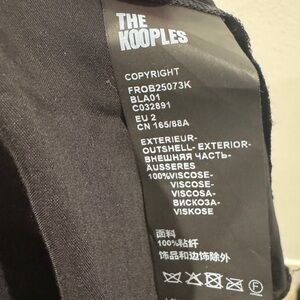 THE
KOOPLES
COPYRIGHT
FROB25073K
BLA01
C032891
EU 2
CN 165/88A
EXTERIEUR-
OUTSHELL- EXTERIOR-
ВНЕШНЯЯ ЧАСТЬ-
ÄUSSERES
100%VISCOSE-
VISCOSE-
VISCOSA-
ВИСКОЗА-
VISKOSE
面料
100%粘纤
饰品和边饰除外